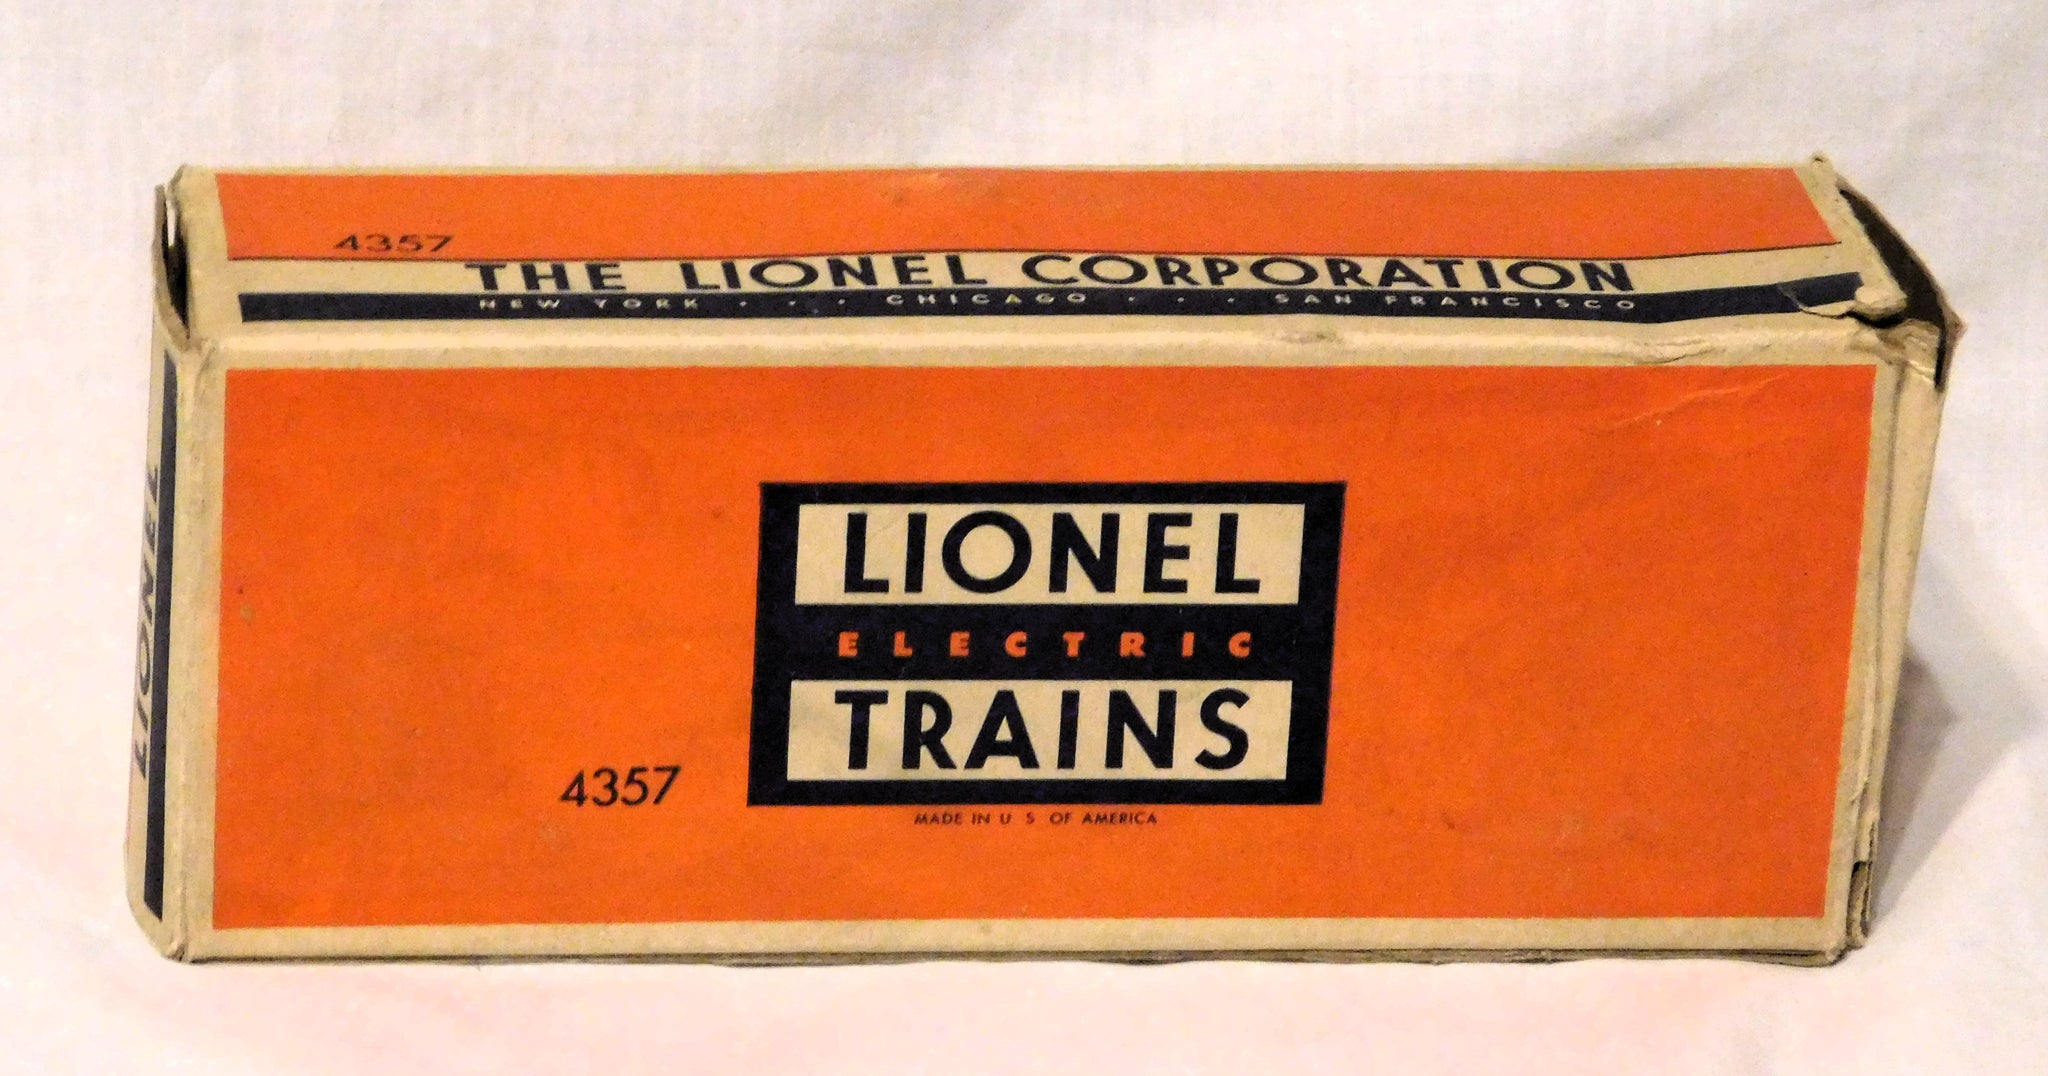 4357
THE LIONEL CORPORATION
NEW YORK . . . CHICAGO . . . SAN FRANCISCO
LIONEL
LIONEL
ELECTRIC
TRAINS
4357
MADE IN U S OF AMERICA